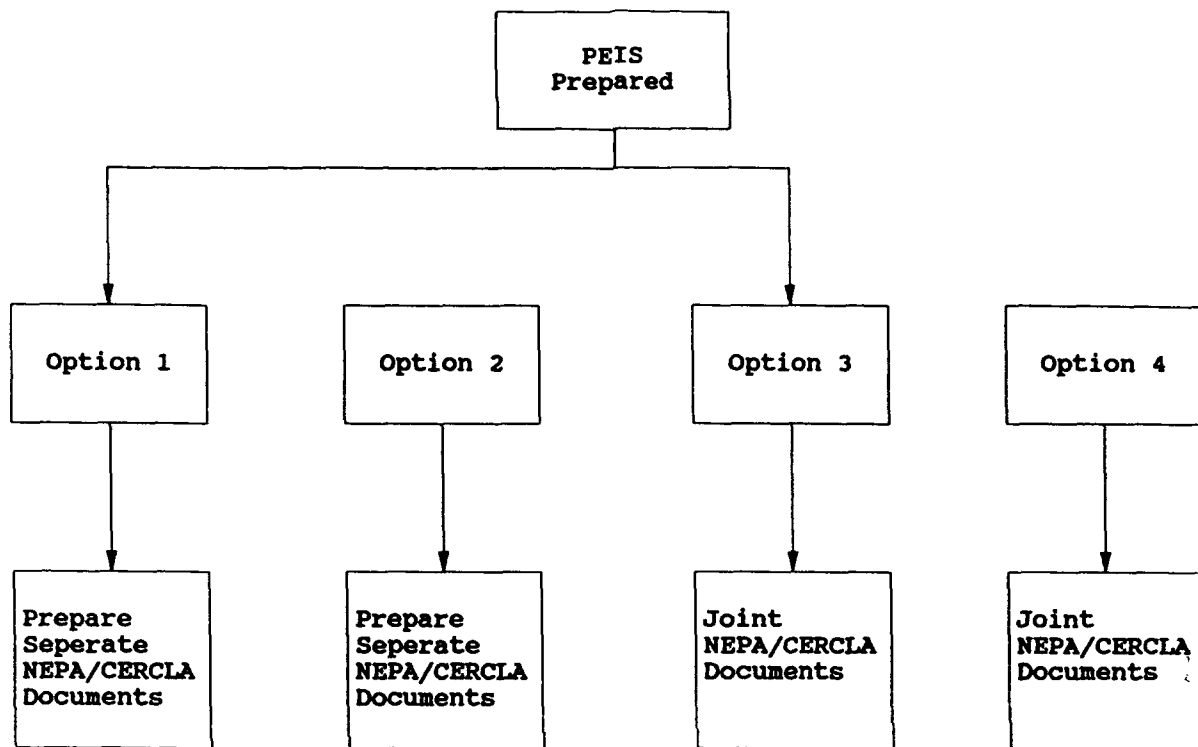 PEIS
Prepared
Option 1
Option 2
Option 3
Option 4
Prepare
Seperate
NEPA/CERCLA
Documents
Prepare
Seperate
NEPA/CERCLA
Documents
Joint
NEPA/CERCLA
Documents
Joint
NEPA/CERCLA
Documents